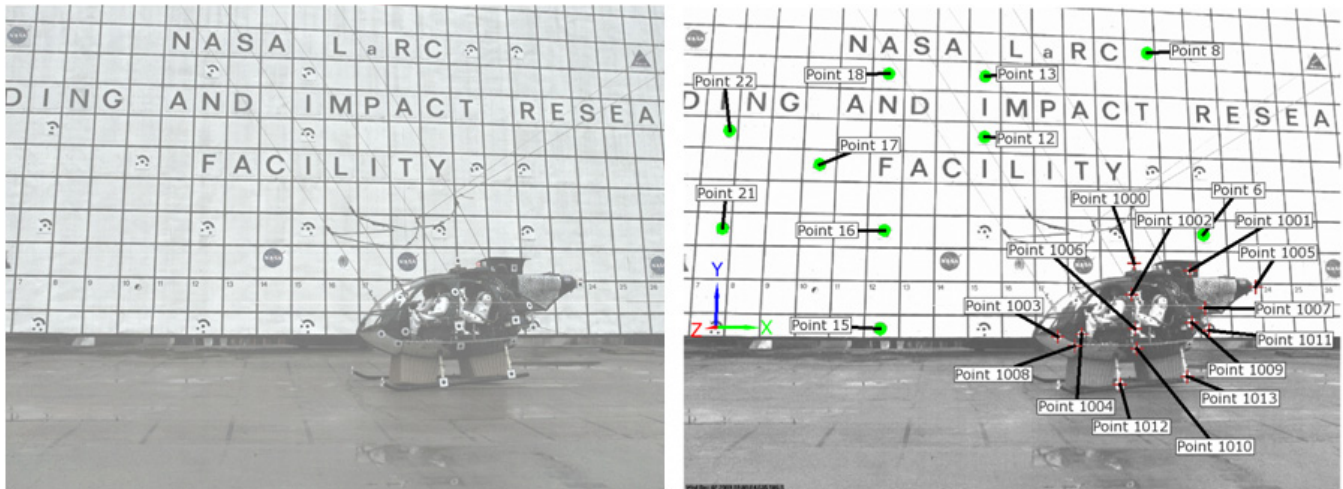 NASA LaRC
DING AND IMPACT RESEA
FACILITY
NASA LaRC
Point 8
Point 18
Point 13
Point 22
DING AND IMPACT RESEA
Point 12
Point 17
FACILITY
Point 21
Point 6
Point 1000
Point 1002
Point 1001
Point 16
Point 1006
Point 1005
Y
Z
X
Point 1003
Point 15
Point 1007
Point 1011
Point 1008
Point 1009
Point 1004
Point 1013
Point 1012
Point 1010